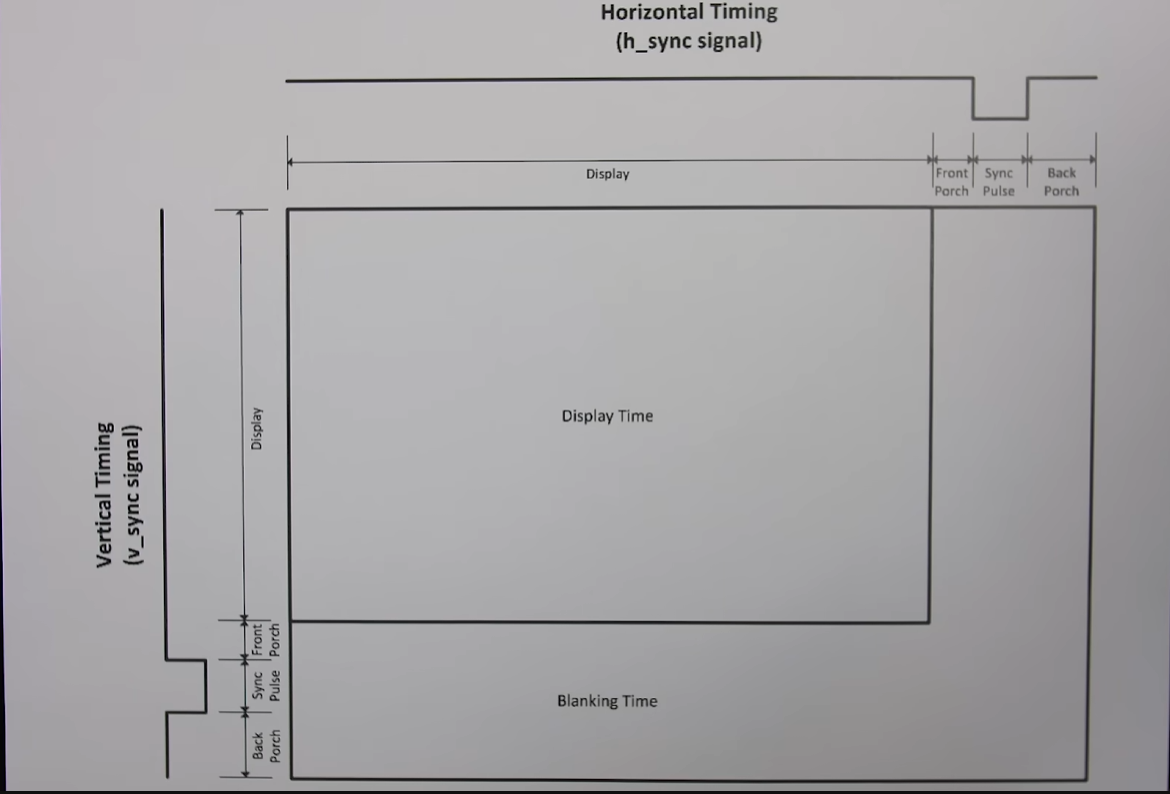 Horizontal Timing
(h_sync signal)
Display
Front
Porch
Sync
Pulse
Back
Porch
Vertical Timing
(v_sync signal)
Display
Front
Porch
Sync
Pulse
Back
Porch
Display Time
Blanking Time